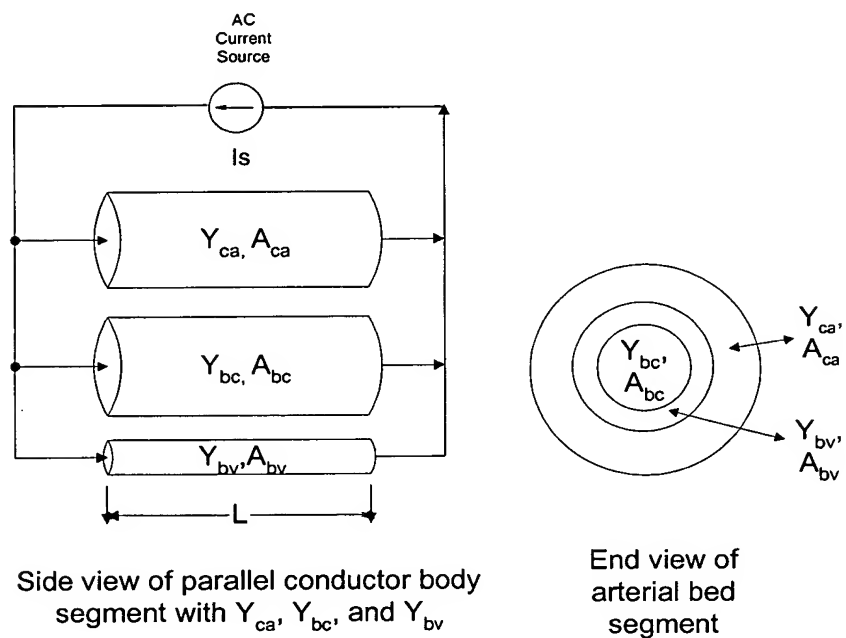 AC
Current
Source
Is
Y_ca, A_ca
Y_bc, A_bc
Y_bv, A_bv
L
Side view of parallel conductor body
segment with Y_ca, Y_bc, and Y_bv
Y_bc,
A_bc
Y_ca,
A_ca
Y_bv,
A_bv
End view of
arterial bed
segment